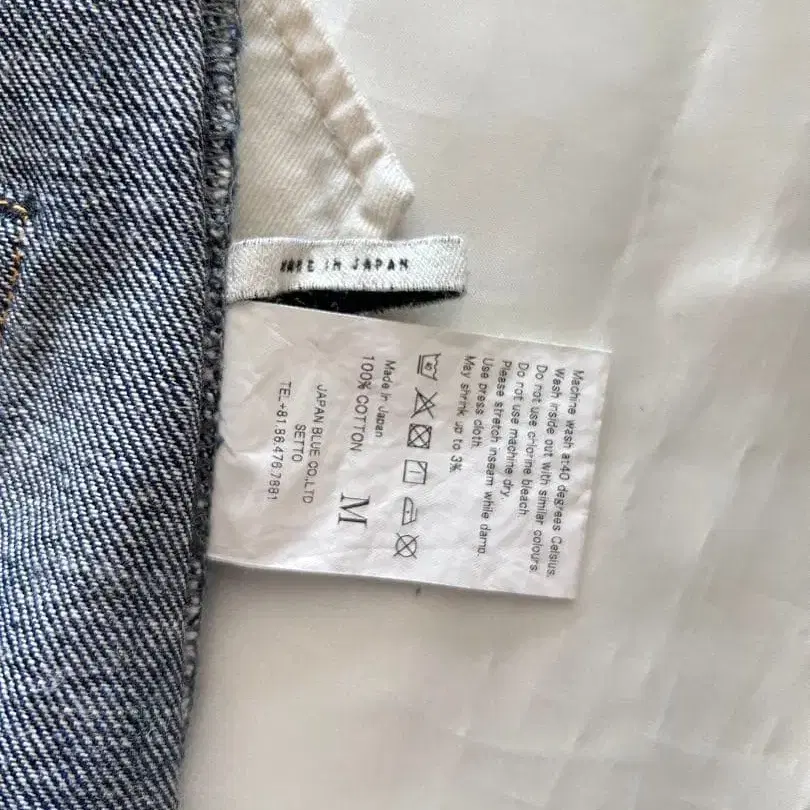 MADE IN JAPAN
Machine wash at 40 degrees Celsius.
Wash inside out with similar colours.
Do not use chlorine bleach.
Do not use machine dry.
Please stretch inseam while damp.
Use press cloth.
May shrink up to 3%
40
Made in Japan
100% COTTON
M
JAPAN BLUE CO.,LTD
SETTO
TEL +81.86.476.7881